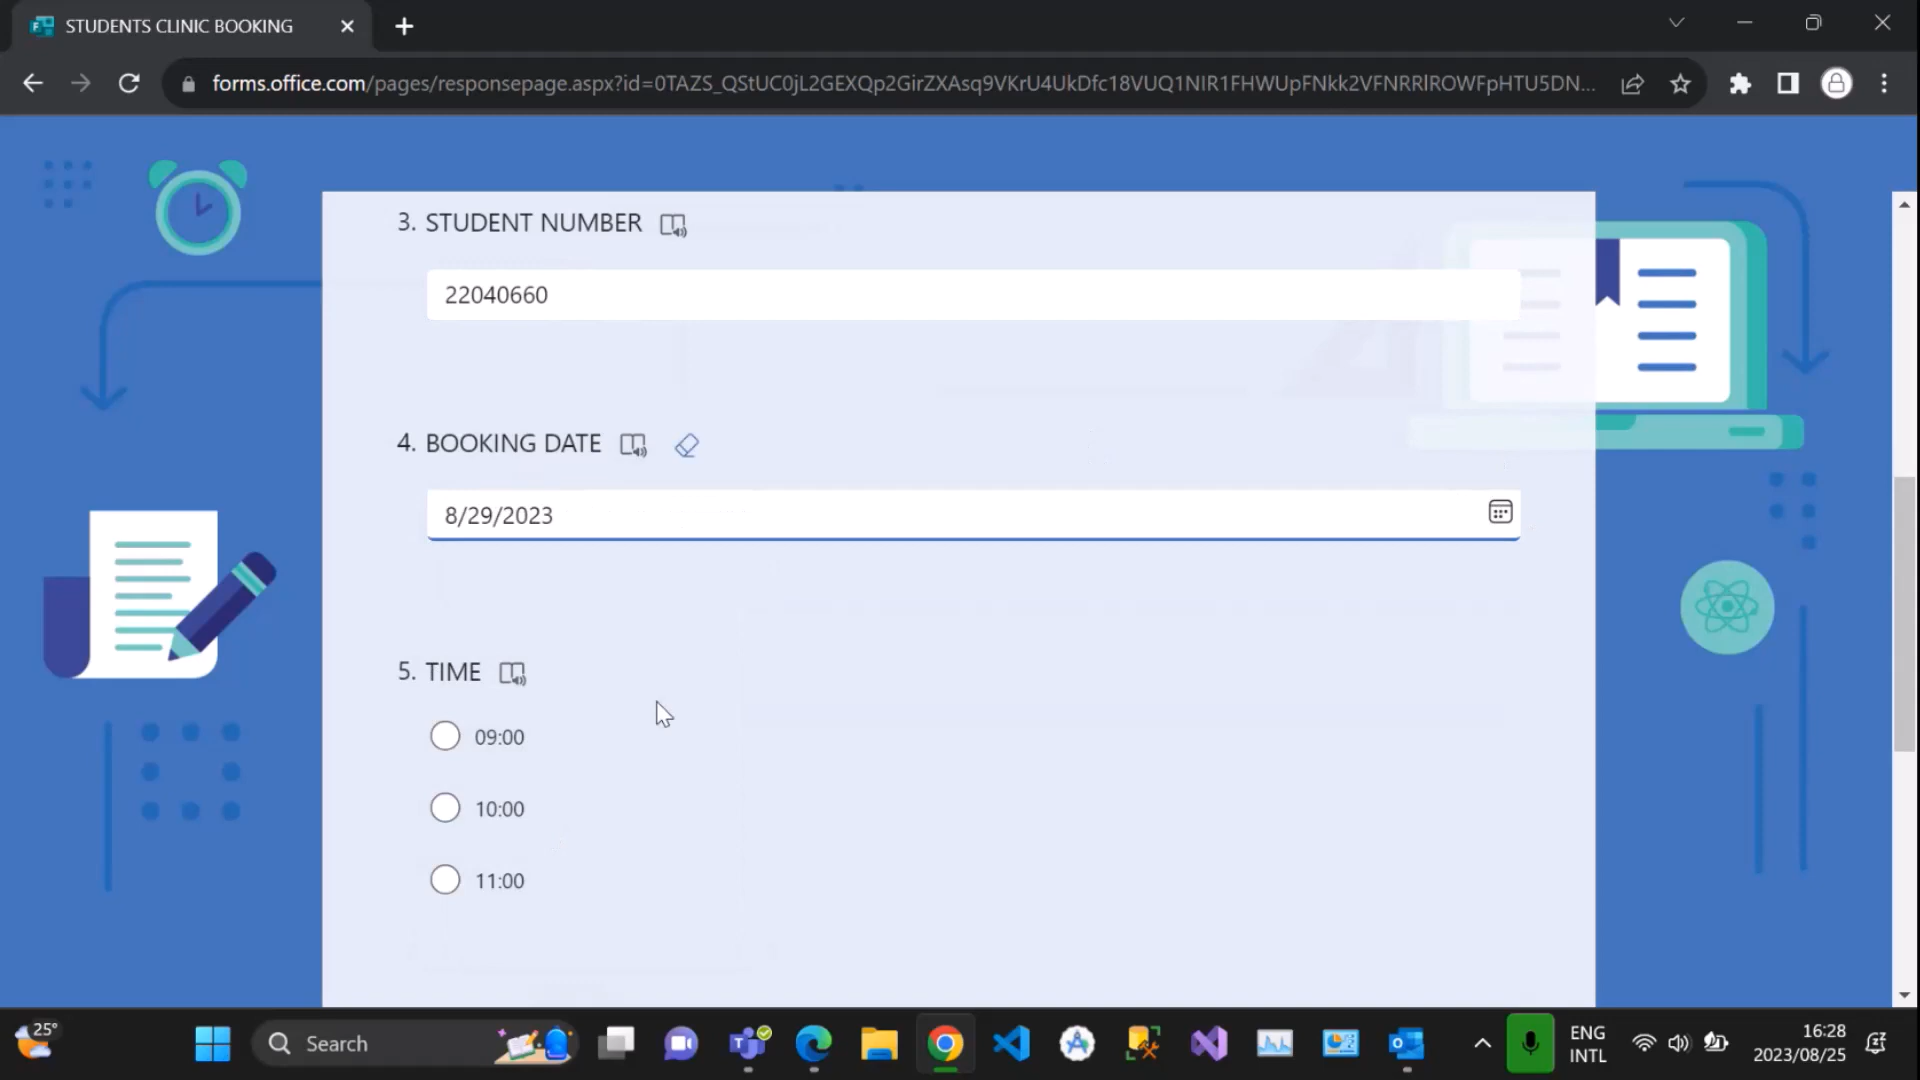 STUDENTS CLINIC BOOKING
forms.office.com/pages/responsepage.aspx?id=0TAZS_QStUC0jL2GEXQp2GirZXAsq9VKrU4UkDfc18VUQ1NIR1FHWUpFNkk2VFNRRlROWFpHTU5DN...
3. STUDENT NUMBER
22040660
4. BOOKING DATE
8/29/2023
5. TIME
09:00
10:00
11:00
25°
Search
ENG
INTL
16:28
2023/08/25